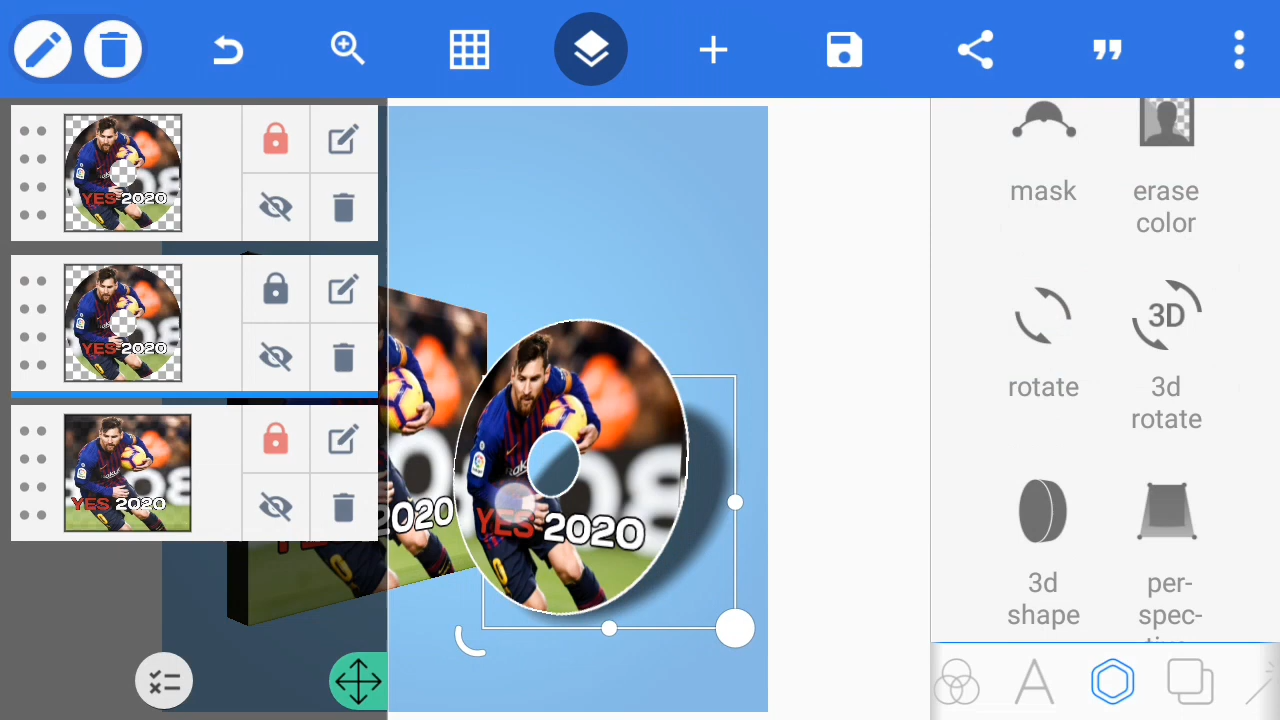 YES 2020
YES 2020
YES 2020
2020
YES 2020
mask
erase
color
rotate
3D
3d
rotate
3d
shape
per-
spec-
A